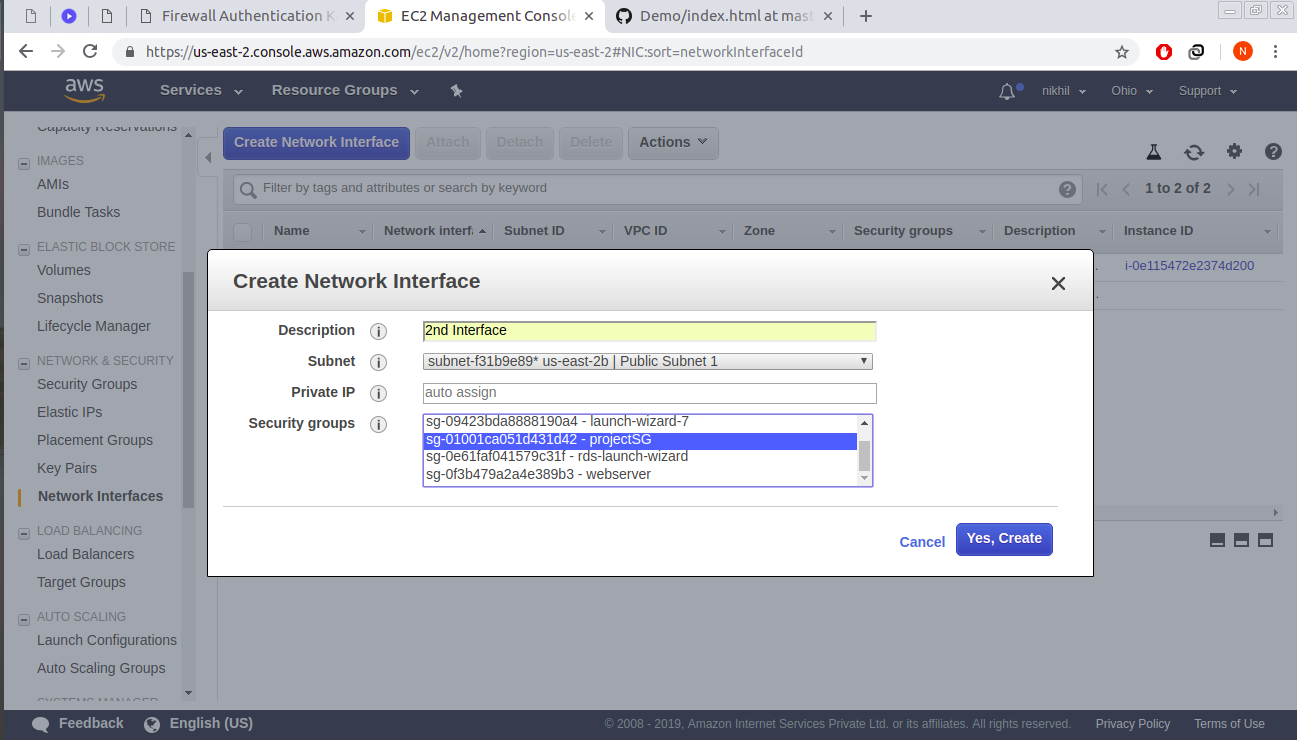 Firewall Authentication K
EC2 Management Console
Demo/index.html at mast
https://us-east-2.console.aws.amazon.com/ec2/v2/home?region=us-east-2#NIC:sort=networkInterfaceId
N
aws
Services
Resource Groups
nikhil
Ohio
Support
Capacity Reservations
IMAGES
AMIs
Bundle Tasks
ELASTIC BLOCK STORE
Volumes
Snapshots
Lifecycle Manager
NETWORK & SECURITY
Security Groups
Elastic IPs
Placement Groups
Key Pairs
Network Interfaces
LOAD BALANCING
Load Balancers
Target Groups
AUTO SCALING
Launch Configurations
Auto Scaling Groups
SYSTEMS MANAGER
Create Network Interface Attach Detach Delete Actions
Filter by tags and attributes or search by keyword
1 to 2 of 2
Name Network interf Subnet ID VPC ID Zone Security groups Description Instance ID
i-0e115472e2374d200
Create Network Interface
Description 2nd Interface
Subnet subnet-f31b9e89* us-east-2b | Public Subnet 1
Private IP auto assign
Security groups
sg-09423bda8888190a4 - launch-wizard-7
sg-01001ca051d431d42 - projectSG
sg-0e61faf041579c31f - rds-launch-wizard
sg-0f3b479a2a4e389b3 - webserver
Cancel Yes, Create
Feedback English (US) © 2008 - 2019, Amazon Internet Services Private Ltd. or its affiliates. All rights reserved. Privacy Policy Terms of Use